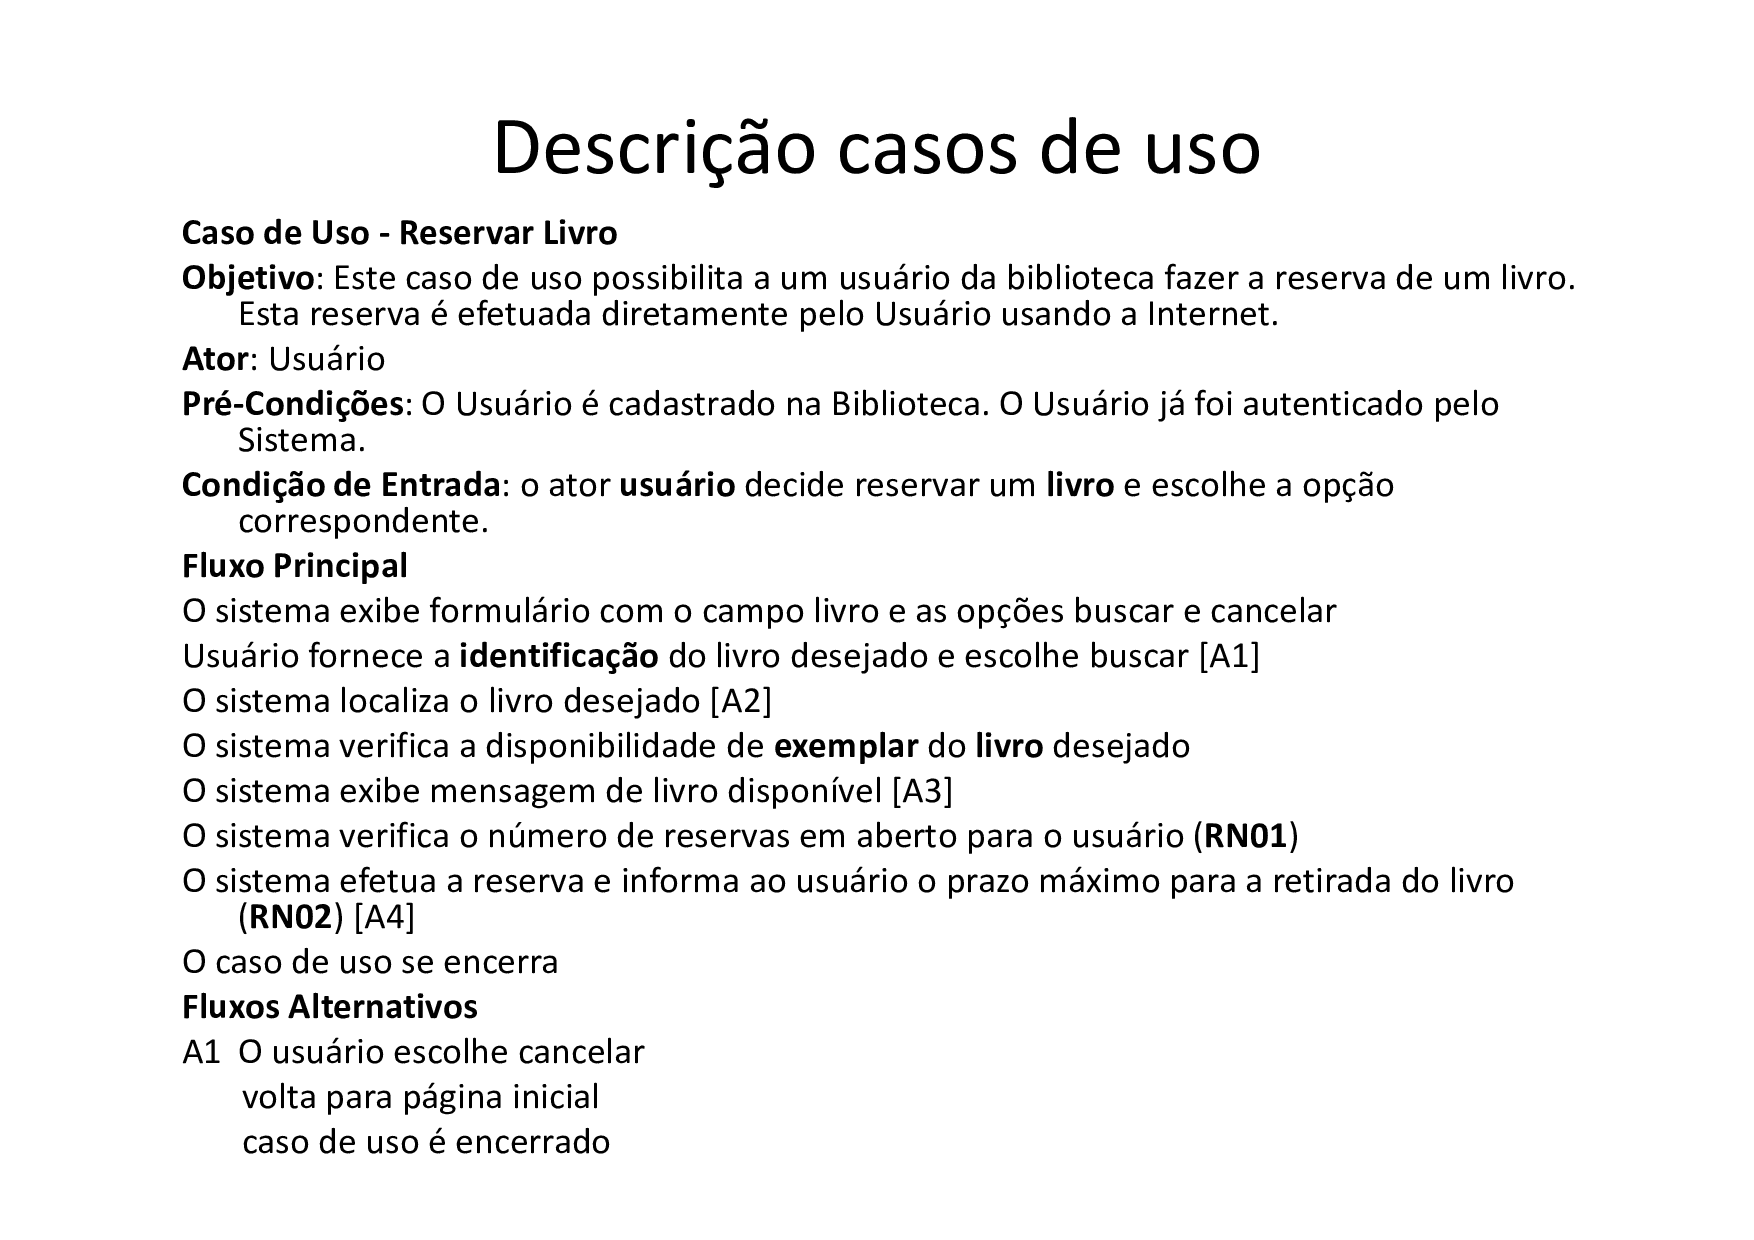 Descrição casos de uso
Caso de Uso - Reservar Livro
Objetivo: Este caso de uso possibilita a um usuário da biblioteca fazer a reserva de um livro.
Esta reserva é efetuada diretamente pelo Usuário usando a Internet.
Ator: Usuário
Pré-Condições: O Usuário é cadastrado na Biblioteca. O Usuário já foi autenticado pelo
Sistema.
Condição de Entrada: o ator usuário decide reservar um livro e escolhe a opção
correspondente.
Fluxo Principal
O sistema exibe formulário com o campo livro e as opções buscar e cancelar
Usuário fornece a identificação do livro desejado e escolhe buscar [A1]
O sistema localiza o livro desejado [A2]
O sistema verifica a disponibilidade de exemplar do livro desejado
O sistema exibe mensagem de livro disponível [A3]
O sistema verifica o número de reservas em aberto para o usuário (RN01)
O sistema efetua a reserva e informa ao usuário o prazo máximo para a retirada do livro
(RN02) [A4]
O caso de uso se encerra
Fluxos Alternativos
A1 O usuário escolhe cancelar
volta para página inicial
caso de uso é encerrado